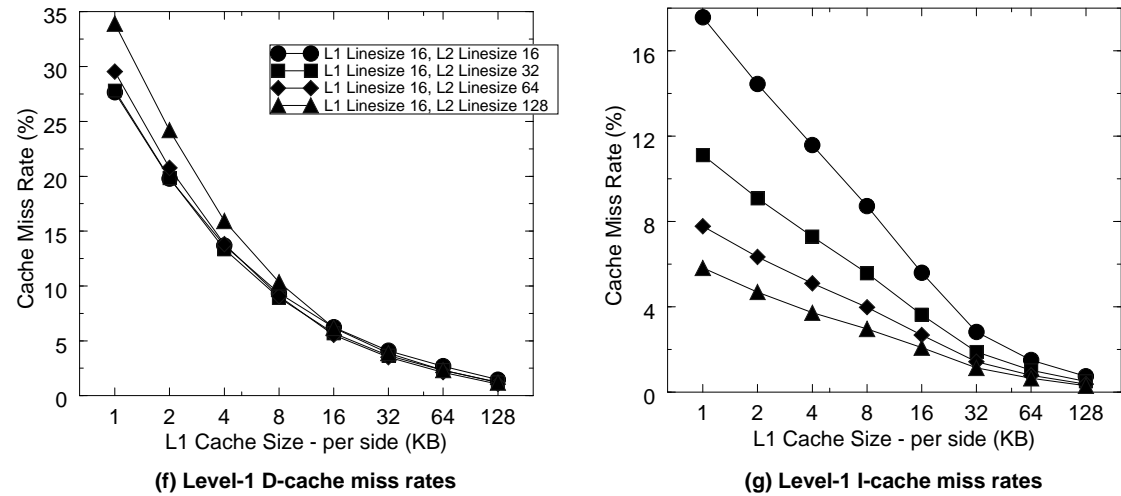 35
30
25
20
15
10
5
0
Cache Miss Rate (%)
L1 Linesize 16, L2 Linesize 16
L1 Linesize 16, L2 Linesize 32
L1 Linesize 16, L2 Linesize 64
L1 Linesize 16, L2 Linesize 128
1 2 4 8 16 32 64 128
L1 Cache Size - per side (KB)
(f) Level-1 D-cache miss rates
16
12
8
4
0
Cache Miss Rate (%)
1 2 4 8 16 32 64 128
L1 Cache Size - per side (KB)
(g) Level-1 I-cache miss rates